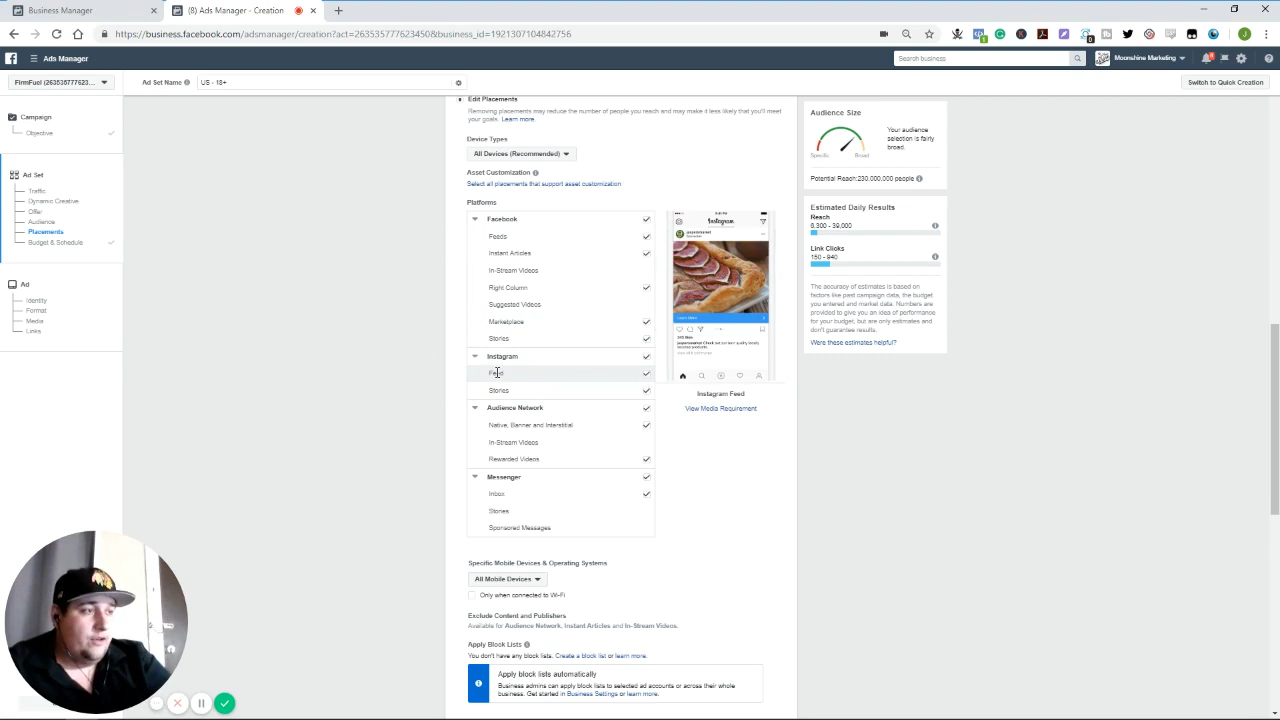 Business Manager
(8) Ads Manager - Creation
https://business.facebook.com/adsmanager/creation?act=263535777623450&business_id=1921307104842756
Ads Manager
Search business
Moonshine Marketing
FirmFuel (263535777623...
Ad Set Name
US - 18+
Switch to Quick Creation
Campaign
Objective
Ad Set
Traffic
Dynamic Creative
Offer
Audience
Placements
Budget & Schedule
Ad
Identity
Format
Media
Links
Edit Placements
Removing placements may reduce the number of people you reach and may make it less likely that you'll meet
your goals. Learn more.
Device Types
All Devices (Recommended)
Asset Customization
Select all placements that support asset customization
Platforms
Facebook
Feeds
Instant Articles
In-Stream Videos
Right Column
Suggested Videos
Marketplace
Stories
Instagram
Feed
Stories
Audience Network
Native, Banner and Interstitial
In-Stream Videos
Rewarded Videos
Messenger
Inbox
Stories
Sponsored Messages
Instagram
Instagram Feed
View Media Requirement
Specific Mobile Devices & Operating Systems
All Mobile Devices
Only when connected to Wi-Fi
Exclude Content and Publishers
Available for Audience Network, Instant Articles and In-Stream Videos.
Apply Block Lists
You don't have any block lists. Create a block list or learn more.
Apply block lists automatically
Business admins can apply block lists to selected ad accounts or across their whole
business. Get started in Business Settings or learn more.
Audience Size
Your audience
selection is fairly
broad.
Specific
Broad
Potential Reach:230,000,000 people
Estimated Daily Results
Reach
6,300 - 39,000
Link Clicks
150 - 940
The accuracy of estimates is based on
factors like past campaign data, the budget
you entered and market data. Numbers are
provided to give you an idea of performance
for your budget, but are only estimates and
don't guarantee results.
Were these estimates helpful?